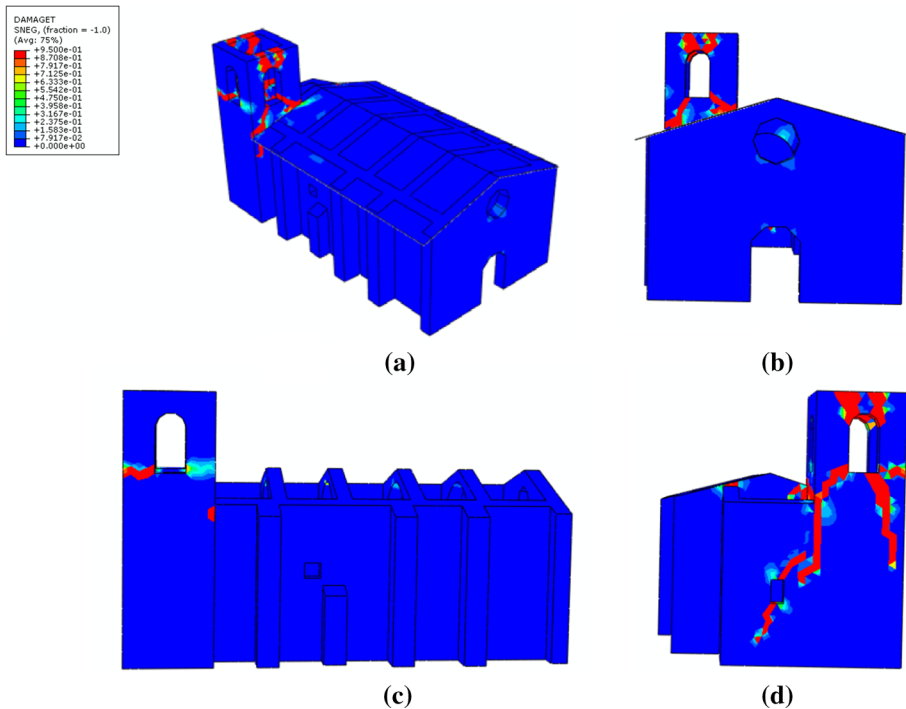 DAMAGET
SNEG, (fraction = -1.0)
(Avg: 75%)
+9.500e-01
+8.708e-01
+7.917e-01
+7.125e-01
+6.333e-01
+5.542e-01
+4.750e-01
+3.958e-01
+3.167e-01
+2.375e-01
+1.583e-01
+7.917e-02
+0.000e+00
(a)
(b)
(c)
(d)